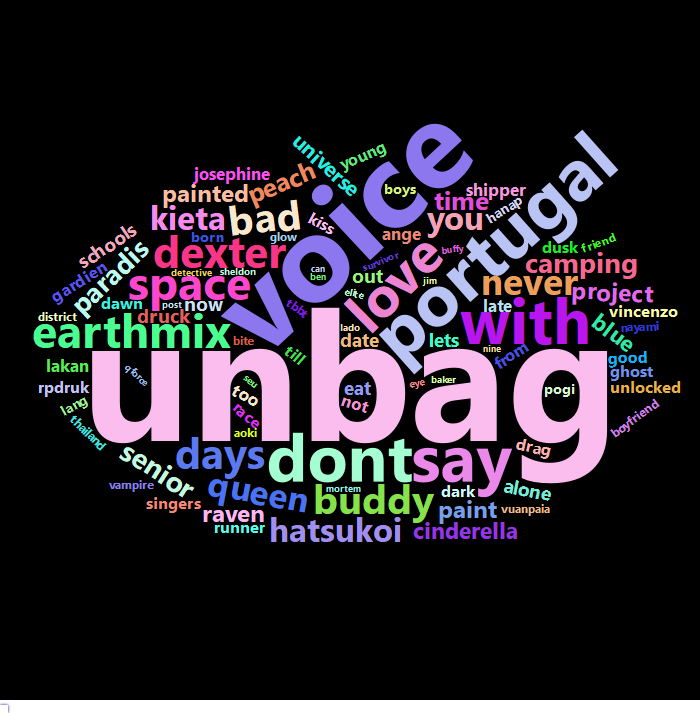 universe
young
josephine
peach
boys
voice
painted
time
shipper
portugal
kieta
bad
kiss
you
hanap
schools
born
glow
ange
love
buffy
dusk
friend
gardien
paradis
dexter
detective
sheldon
can
ben
survivor
out
jim
camping
space
never
project
dawn
post
now
tbtx
elite
late
vincenzo
district
druck
earthmix
lado
with
blue
nayami
bite
till
date
lets
nine
from
good
lakan
unbag
ghost
rpdruk
qforce
seu
too
eat
eye
baker
pogi
unlocked
lang
race
not
boyfriend
thailand
aoki
days
dont
say
drag
senior
vampire
queen
mortem
dark
alone
singers
buddy
raven
paint
vuanpaia
runner
hatsukoi
cinderella